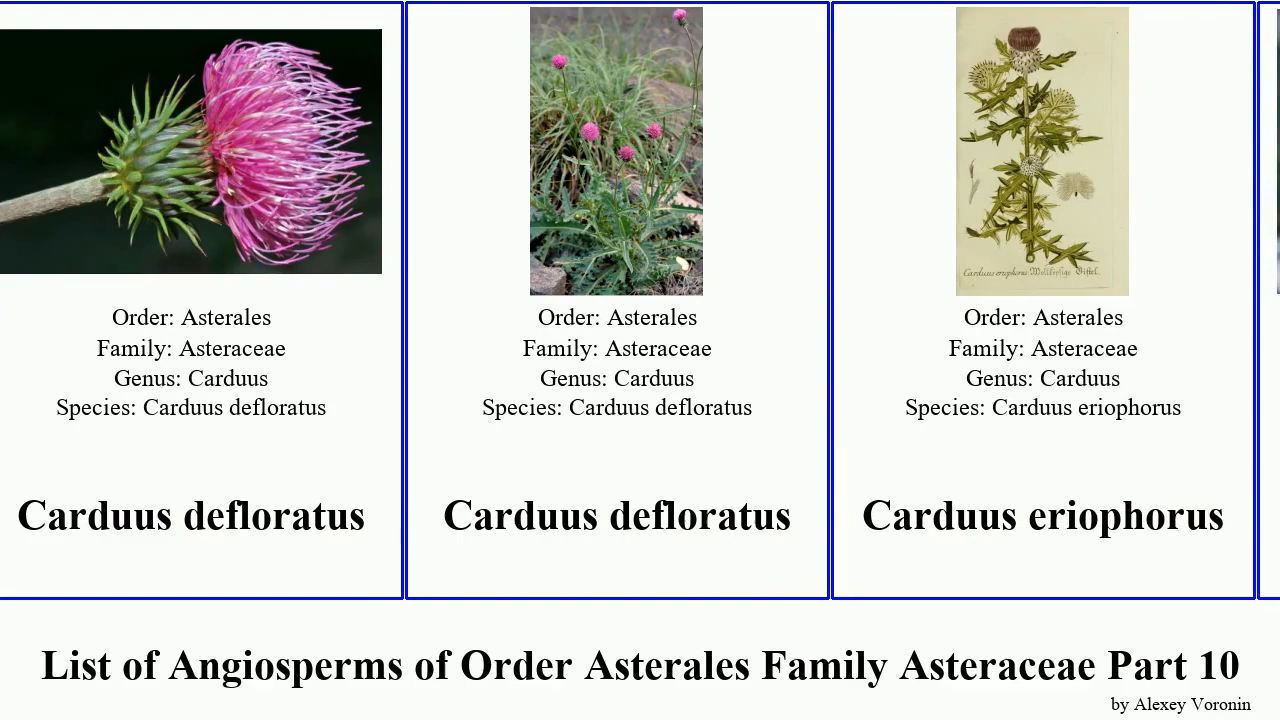 Carduus eriophorus Wollköpfige Distel.
Order: Asterales
Family: Asteraceae
Genus: Carduus
Species: Carduus defloratus
Carduus defloratus
Order: Asterales
Family: Asteraceae
Genus: Carduus
Species: Carduus defloratus
Carduus defloratus
Order: Asterales
Family: Asteraceae
Genus: Carduus
Species: Carduus eriophorus
Carduus eriophorus
List of Angiosperms of Order Asterales Family Asteraceae Part 10
by Alexey Voronin